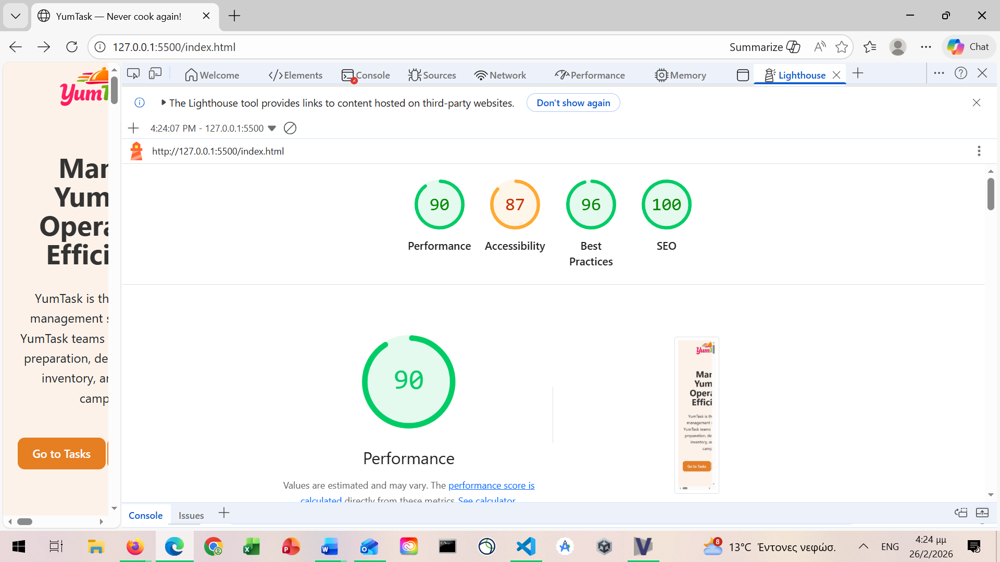 YumTask — Never cook again!
127.0.0.1:5500/index.html
Summarize
Chat
Welcome
Elements
Console
Sources
Network
Performance
Memory
Lighthouse
The Lighthouse tool provides links to content hosted on third-party websites.
Don't show again
4:24:07 PM - 127.0.0.1:5500
http://127.0.0.1:5500/index.html
YumT
Mar
Yum
Opera
Effici
YumTask is th
management s
YumTask teams
preparation, de
inventory, ar
camp
Go to Tasks
90
87
96
100
Performance
Accessibility
Best
Practices
SEO
90
Performance
Values are estimated and may vary. The performance score is
calculated directly from these metrics. See calculator.
YumT
Mar
Yum
Opera
Effici
YumTask is th
management s
YumTask teams
preparation, de
inventory, ar
camp
Go to Tasks
Console
Issues
8
13°C Έντονες νεφώσ.
ENG
4:24 μμ
26/2/2026